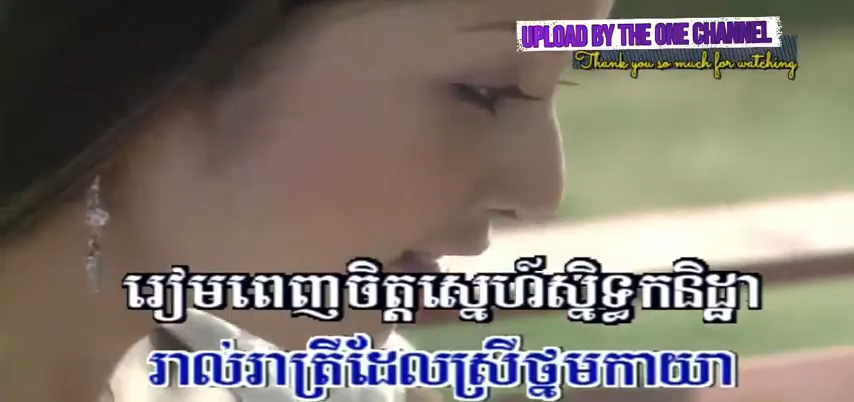 UPLOAD BY THE ONE CHANNEL
Thank you so much for watching
រៀមពេញចិត្តស្នេហ៍ស្និទ្ធកនិដ្ឋា
រាល់រាត្រីដែលស្រីថ្នមកាយា